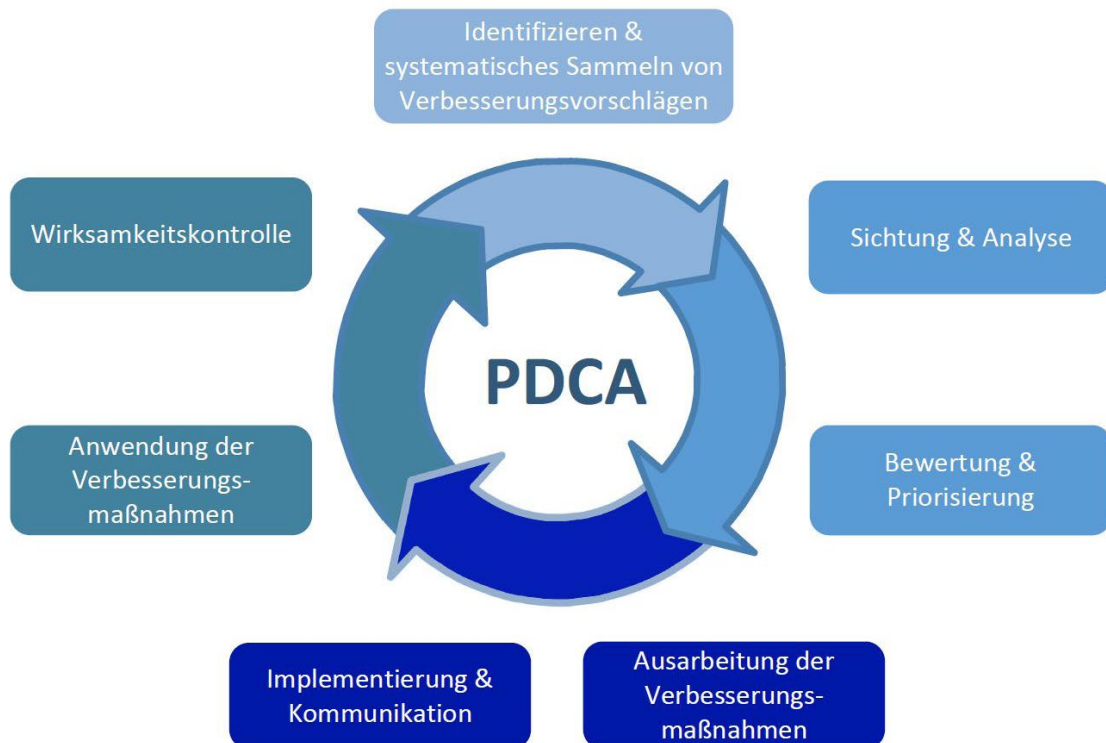 Identifizieren &
systematisches Sammeln von
Verbesserungsvorschlägen
Wirksamkeitskontrolle
Sichtung & Analyse
PDCA
Anwendung der
Verbesserungs-
maßnahmen
Bewertung &
Priorisierung
Implementierung &
Kommunikation
Ausarbeitung der
Verbesserungs-
maßnahmen